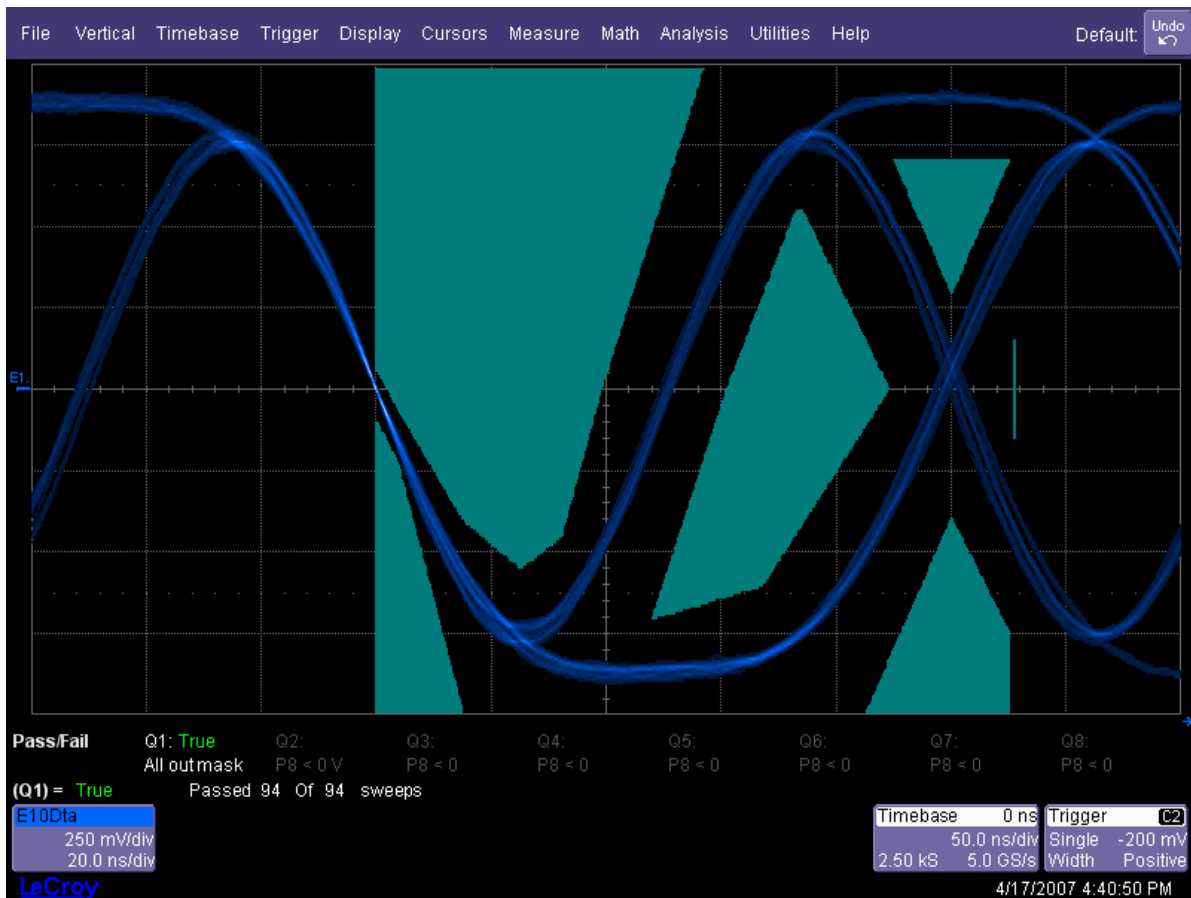 File Vertical Timebase Trigger Display Cursors Measure Math Analysis Utilities Help Default: Undo
E1.
Pass/Fail Q1: True Q2: Q3: Q4: Q5: Q6: Q7: Q8:
All out mask P8 < 0 V P8 < 0 P8 < 0 P8 < 0 P8 < 0 P8 < 0 P8 < 0
(Q1) = True Passed 94 Of 94 sweeps
E10Dta
250 mV/div
20.0 ns/div
Timebase 0 ns
50.0 ns/div
2.50 kS 5.0 GS/s
Trigger C2
Single -200 mV
Width Positive
LeCroy
4/17/2007 4:40:50 PM